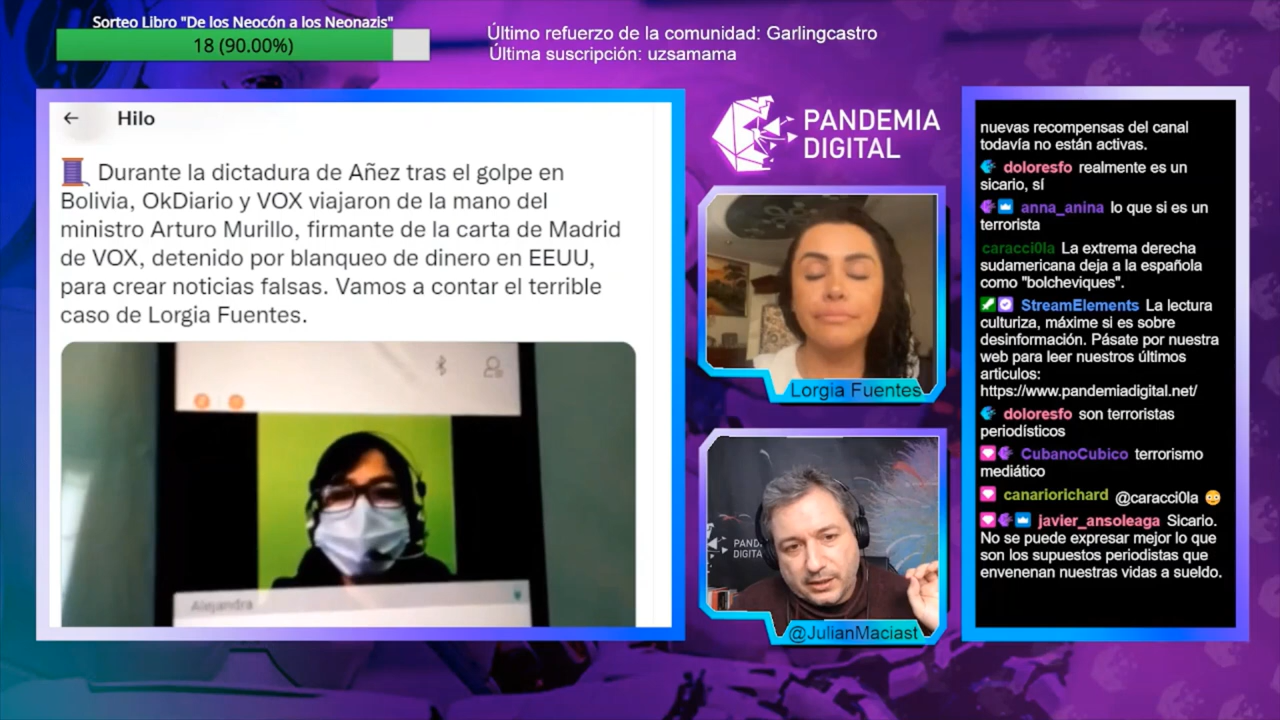 Sorteo Libro "De los Neocón a los Neonazis"
18 (90.00%)
Último refuerzo de la comunidad: Garlingcastro
Última suscripción: uzsamama
Hilo
Durante la dictadura de Añez tras el golpe en
Bolivia, OkDiario y VOX viajaron de la mano del
ministro Arturo Murillo, firmante de la carta de Madrid
de VOX, detenido por blanqueo de dinero en EEUU,
para crear noticias falsas. Vamos a contar el terrible
caso de Lorgia Fuentes.
Alejandra
PANDEMIA
DIGITAL
Lorgia Fuentes
PAND
DIGITA
@JulianMaciast
nuevas recompensas del canal
todavía no están activas.
doloresfo realmente es un
sicario, sí
anna_anina lo que si es un
terrorista
caracci0la La extrema derecha
sudamericana deja a la española
como "bolcheviques".
StreamElements La lectura
culturiza, máxime si es sobre
desinformación. Pásate por nuestra
web para leer nuestros últimos
articulos:
https://www.pandemiadigital.net/
doloresfo son terroristas
periodísticos
CubanoCubico terrorismo
mediático
canariorichard @caracci0la 😳
javier_ansoleaga Sicario.
No se puede expresar mejor lo que
son los supuestos periodistas que
envenenan nuestras vidas a sueldo.